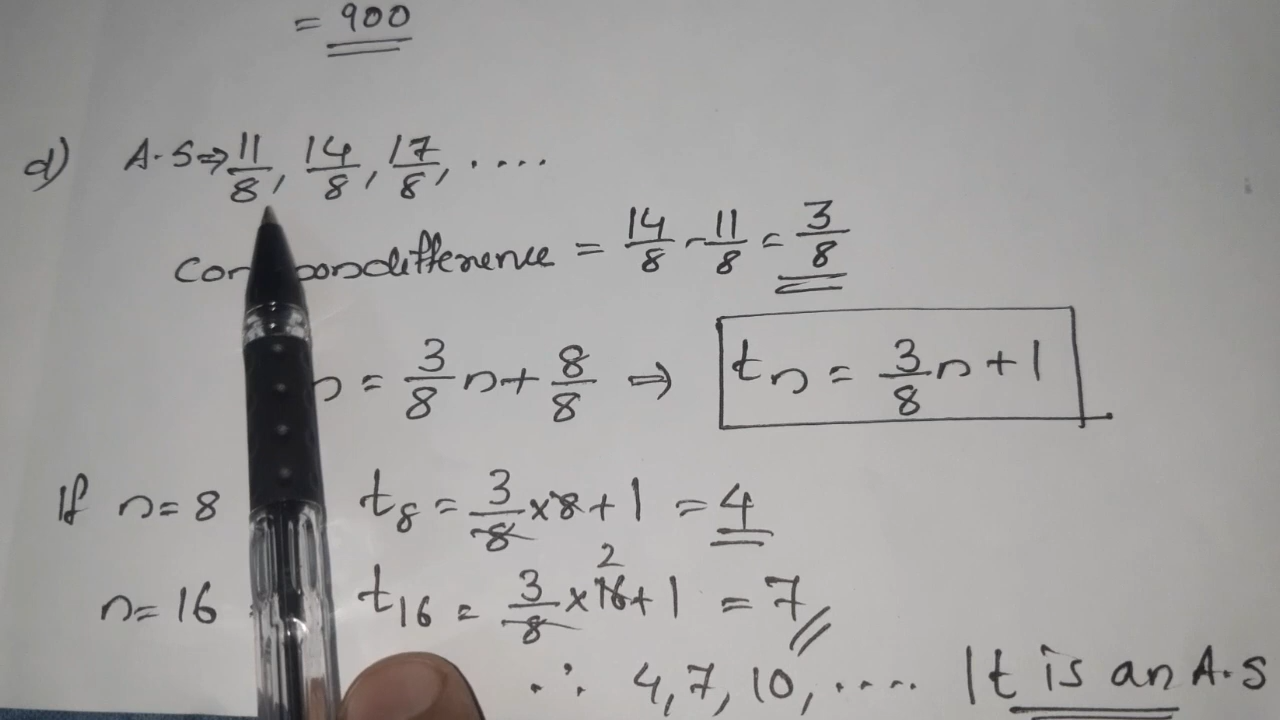 = 900
d) A.S ⇒ 11/8, 14/8, 17/8, ....
difference = 14/8 - 11/8 = 3/8
n = 3/8 n + 8/8 ⇒ tn = 3/8 n + 1
If n = 8 t8 = 3/8 × 8 + 1 = 4
n = 16 t16 = 3/8 × 16 2 + 1 = 7
∴ 4, 7, 10, .... It is an A.S